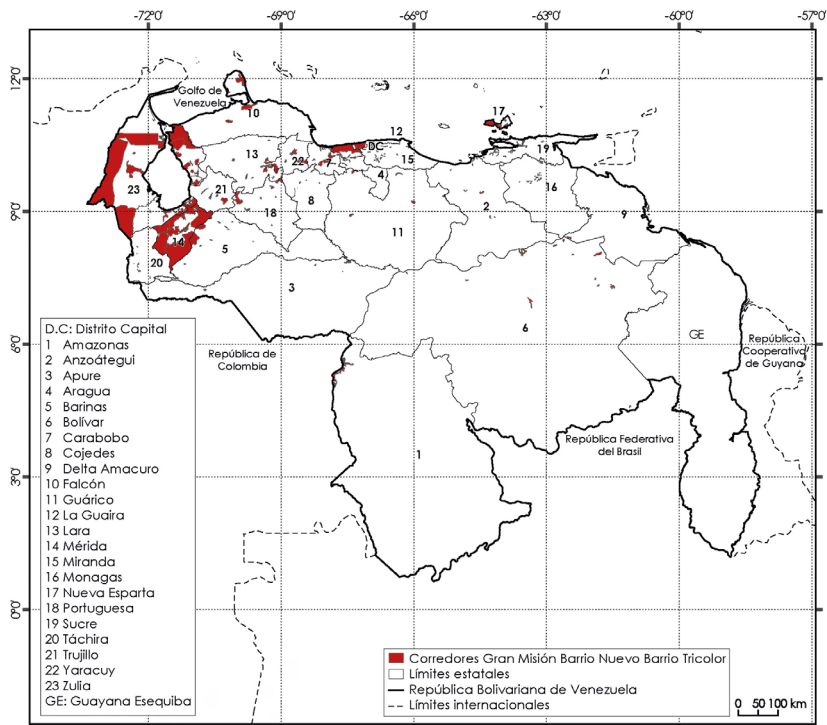 -72°0' -69°0' -66°0' -63°0' -60°0' -57°0'
12°0'
9°0'
6°0'
3°0'
0°0'
Golfo de
Venezuela
10
17
12
DC
13
22
7
15
19
4
23
21
18
8
16
2
9
14
5
11
20
3
6
GE
República de
Colombia
República
Cooperativa
de Guyana
República Federativa
del Brasil
1
D.C: Distrito Capital
1 Amazonas
2 Anzoátegui
3 Apure
4 Aragua
5 Barinas
6 Bolívar
7 Carabobo
8 Cojedes
9 Delta Amacuro
10 Falcón
11 Guárico
12 La Guaira
13 Lara
14 Mérida
15 Miranda
16 Monagas
17 Nueva Esparta
18 Portuguesa
19 Sucre
20 Táchira
21 Trujillo
22 Yaracuy
23 Zulia
GE: Guayana Esequiba
Corredores Gran Misión Barrio Nuevo Barrio Tricolor
Límites estatales
República Bolivariana de Venezuela
Límites internacionales
0 50 100 km